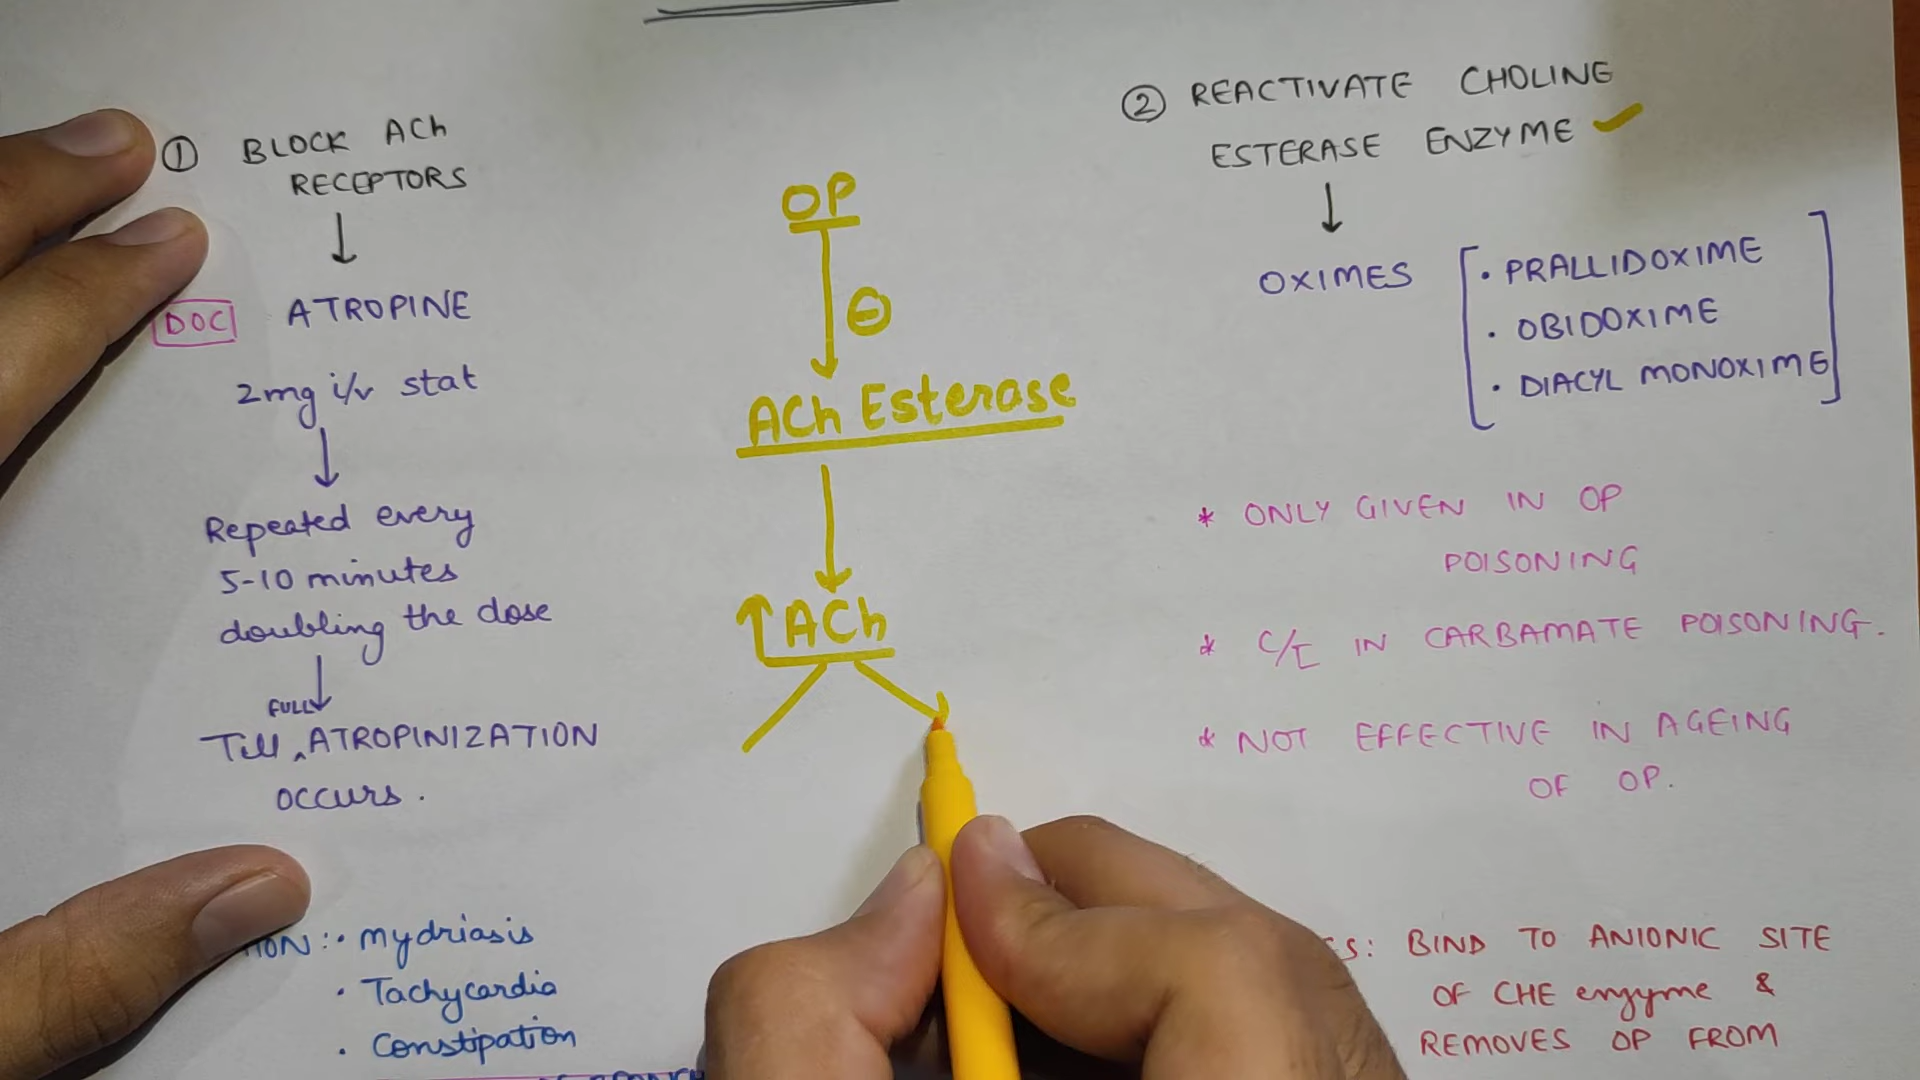 ① BLOCK ACh
RECEPTORS
DOC ATROPINE
2mg i/v stat
Repeated every
5-10 minutes
doubling the dose
FULL
Till ^ ATROPINIZATION
OCCURS.
TION: • Mydriasis
• Tachycardia
• Constipation
OP
⊖
ACh Esterase
↑ACh
② REACTIVATE CHOLINE
ESTERASE ENZYME ✓
OXIMES [ • PRALLIDOXIME
• OBIDOXIME
• DIACYL MONOXIME ]
* ONLY GIVEN IN OP
POISONING
* C/I IN CARBAMATE POISONING.
* NOT EFFECTIVE IN AGEING
OF OP.
ES: BIND TO ANIONIC SITE
OF CHE enzyme &
REMOVES OP FROM